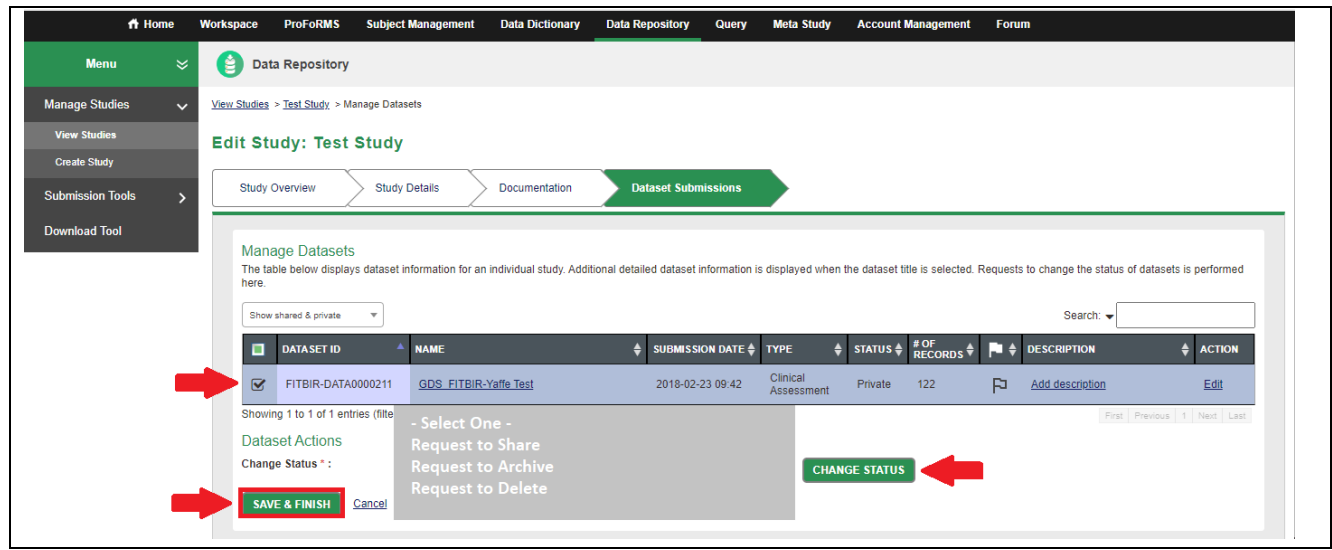 Home Workspace ProFoRMS Subject Management Data Dictionary Data Repository Query Meta Study Account Management Forum
Menu
Data Repository
Manage Studies
View Studies > Test Study > Manage Datasets
View Studies
Edit Study: Test Study
Create Study
Study Overview Study Details Documentation Dataset Submissions
Submission Tools
Download Tool
Manage Datasets
The table below displays dataset information for an individual study. Additional detailed dataset information is displayed when the dataset title is selected. Requests to change the status of datasets is performed
here.
Show shared & private
Search:
DATASET ID NAME SUBMISSION DATE TYPE STATUS # OF RECORDS DESCRIPTION ACTION
FITBIR-DATA0000211 GDS_FITBIR-Yaffe Test 2018-02-23 09:42 Clinical Assessment Private 122 Add description Edit
Showing 1 to 1 of 1 entries (filte
First Previous 1 Next Last
- Select One -
Dataset Actions
Request to Share
Change Status * :
Request to Archive
CHANGE STATUS
Request to Delete
SAVE & FINISH Cancel